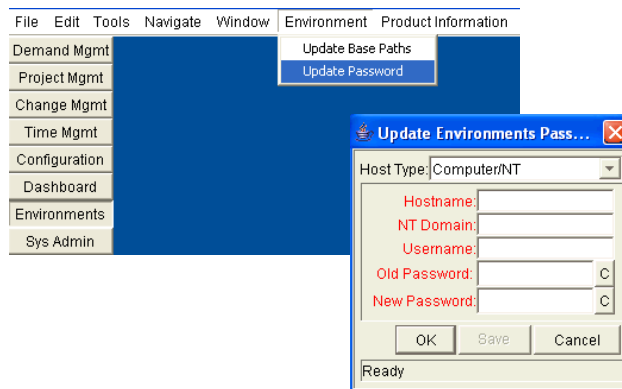 File Edit Tools Navigate Window Environment Product Information
Update Base Paths
Update Password
Demand Mgmt
Project Mgmt
Change Mgmt
Time Mgmt
Configuration
Dashboard
Environments
Sys Admin
Update Environments Pass...
Host Type: Computer/NT
Hostname:
NT Domain:
Username:
Old Password: C
New Password: C
OK Save Cancel
Ready